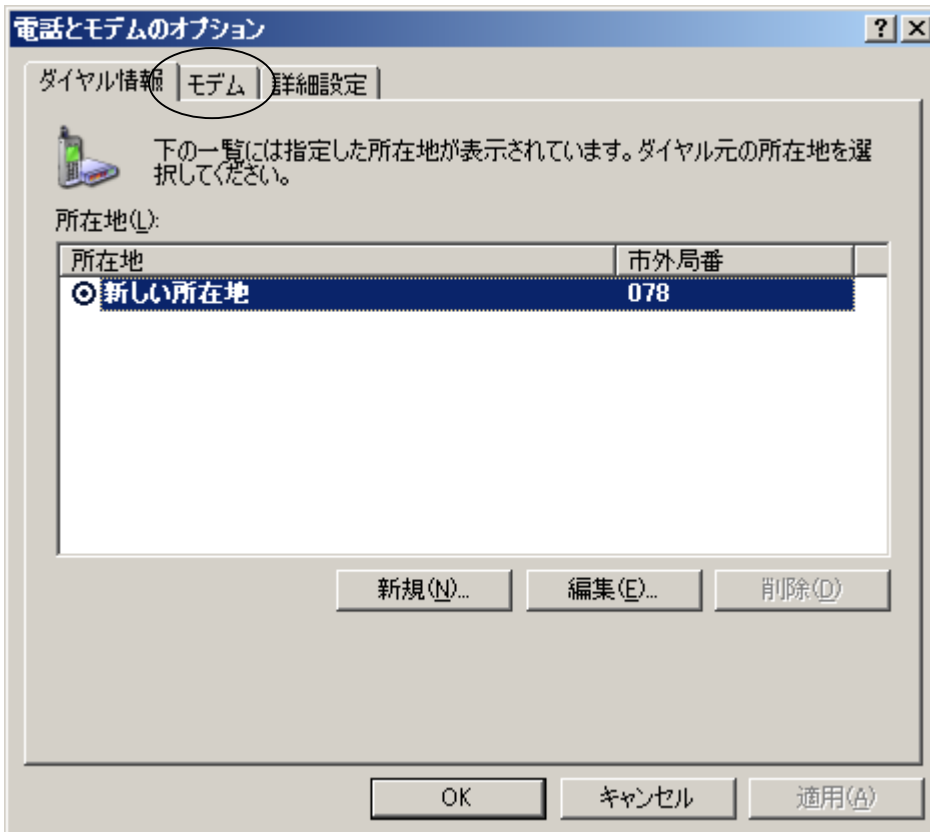 電話とモデムのオプション
ダイヤル情報 モデム 詳細設定
下の一覧には指定した所在地が表示されています。ダイヤル元の所在地を選
択してください。
所在地(L):
所在地 市外局番
新しい所在地 078
新規(N)... 編集(E)... 削除(D)
OK キャンセル 適用(A)